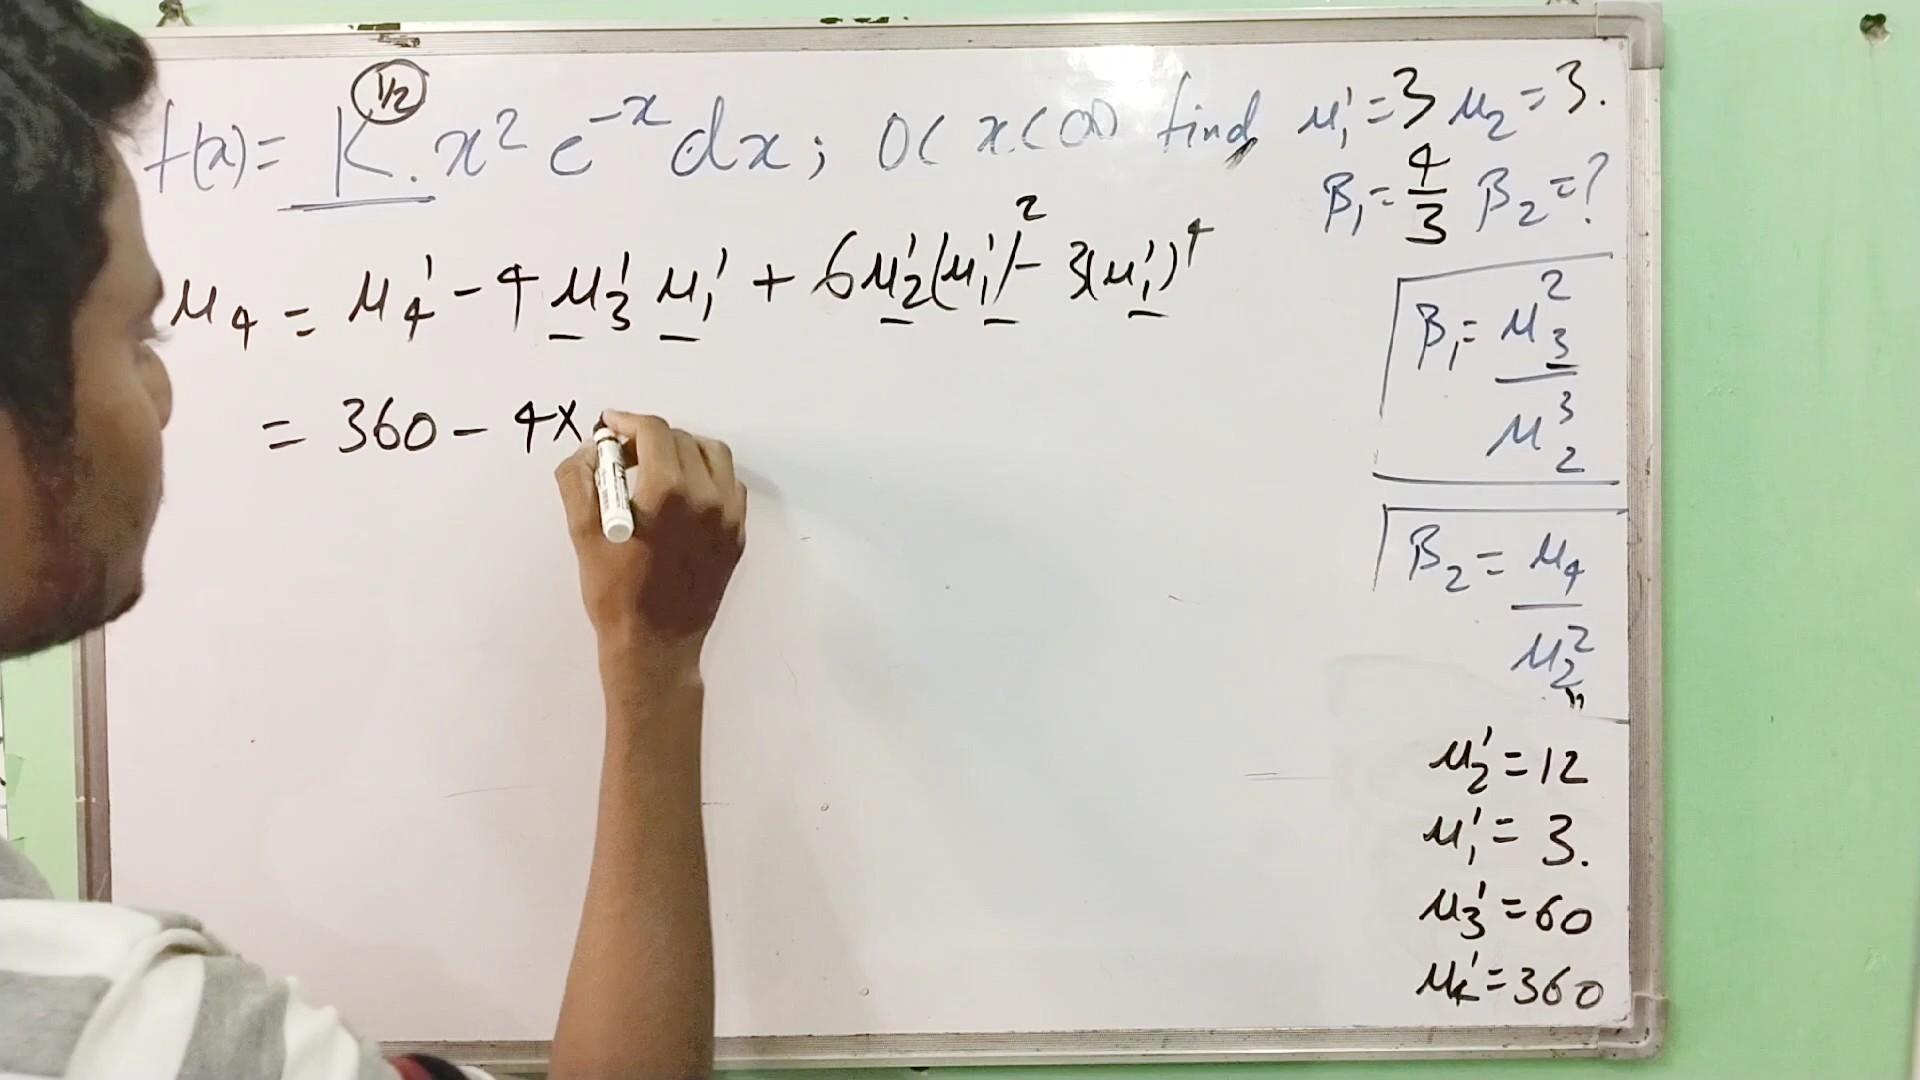 f(x) = K. x² e^{-x} dx ; 0 < x < ∞ find μ₁' = 3 μ₂ = 3.
1/2
β₁ = 4/3 β₂ = ?
μ₄ = μ₄' - 4 μ₃' μ₁' + 6 μ₂' (μ₁')² - 3(μ₁')⁴
= 360 - 4×
β₁ = μ₃² / μ₂³
β₂ = μ₄ / μ₂²
μ₂' = 12
μ₁' = 3.
μ₃' = 60
μ₄' = 360